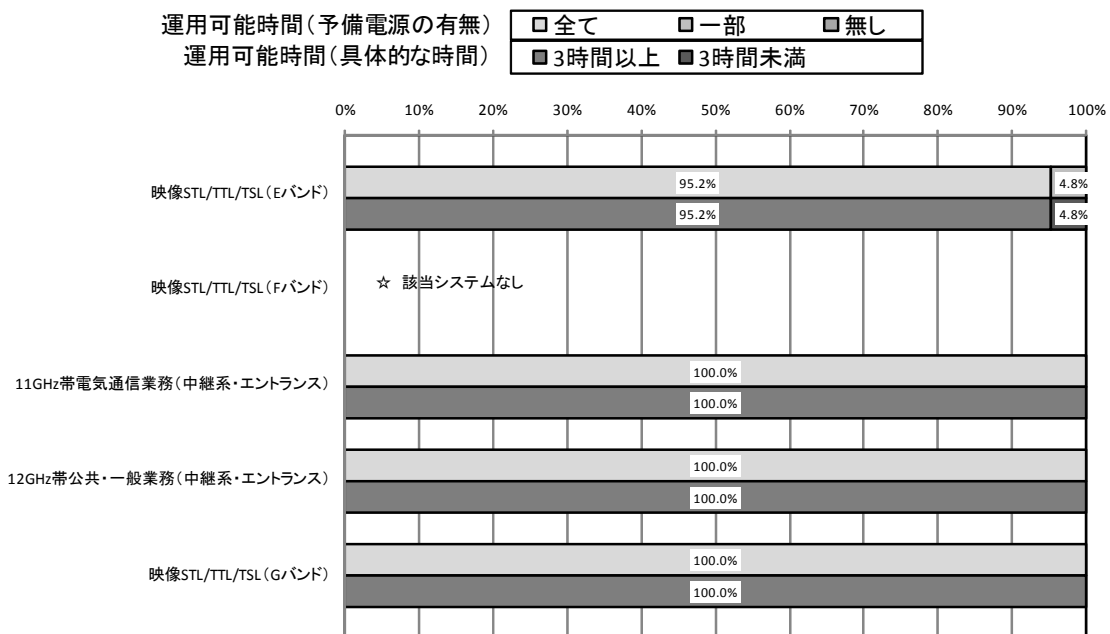 運用可能時間(予備電源の有無) 全て 一部 無し
運用可能時間(具体的な時間) 3時間以上 3時間未満
0% 10% 20% 30% 40% 50% 60% 70% 80% 90% 100%
95.2% 4.8%
映像STL/TTL/TSL(Eバンド)
95.2% 4.8%
映像STL/TTL/TSL(Fバンド) ☆ 該当システムなし
100.0%
11GHz帯電気通信業務(中継系・エントランス)
100.0%
100.0%
12GHz帯公共・一般業務(中継系・エントランス)
100.0%
100.0%
映像STL/TTL/TSL(Gバンド)
100.0%